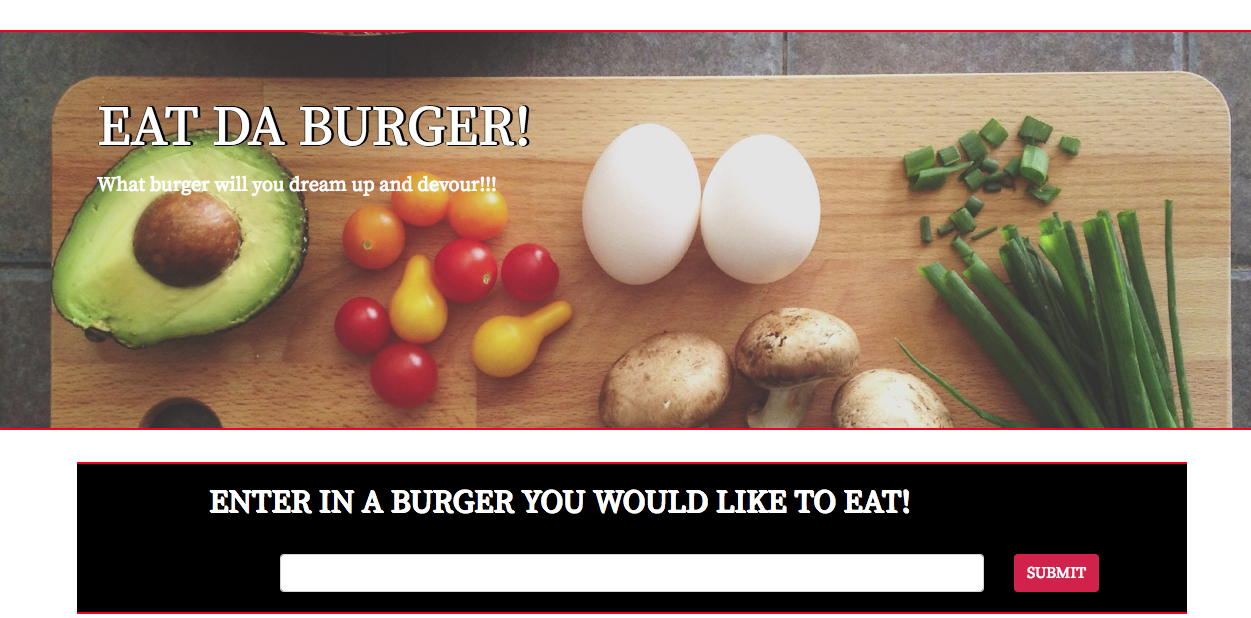 EAT DA BURGER!
What burger will you dream up and devour!!!
ENTER IN A BURGER YOU WOULD LIKE TO EAT!
SUBMIT